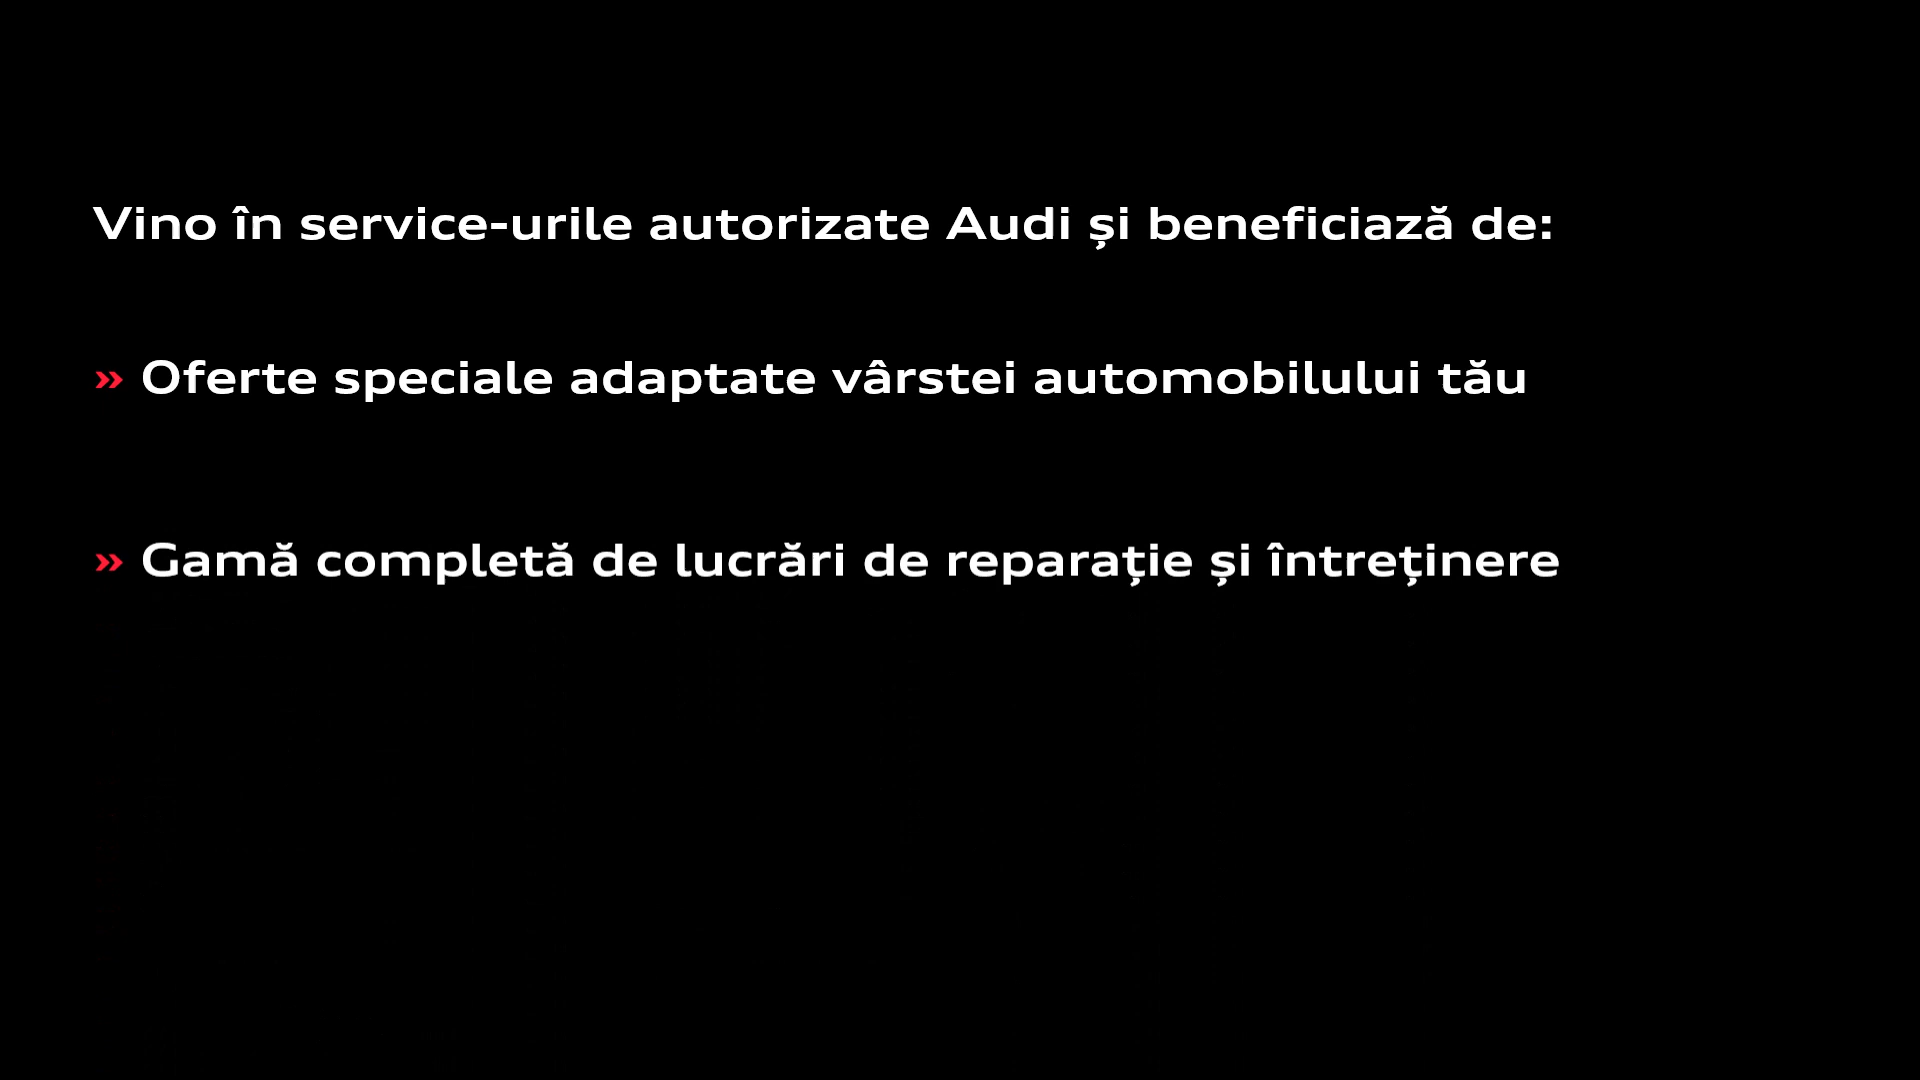 Vino în service-urile autorizate Audi și beneficiază de:
» Oferte speciale adaptate vârstei automobilului tău
» Gamă completă de lucrări de reparație și întreținere